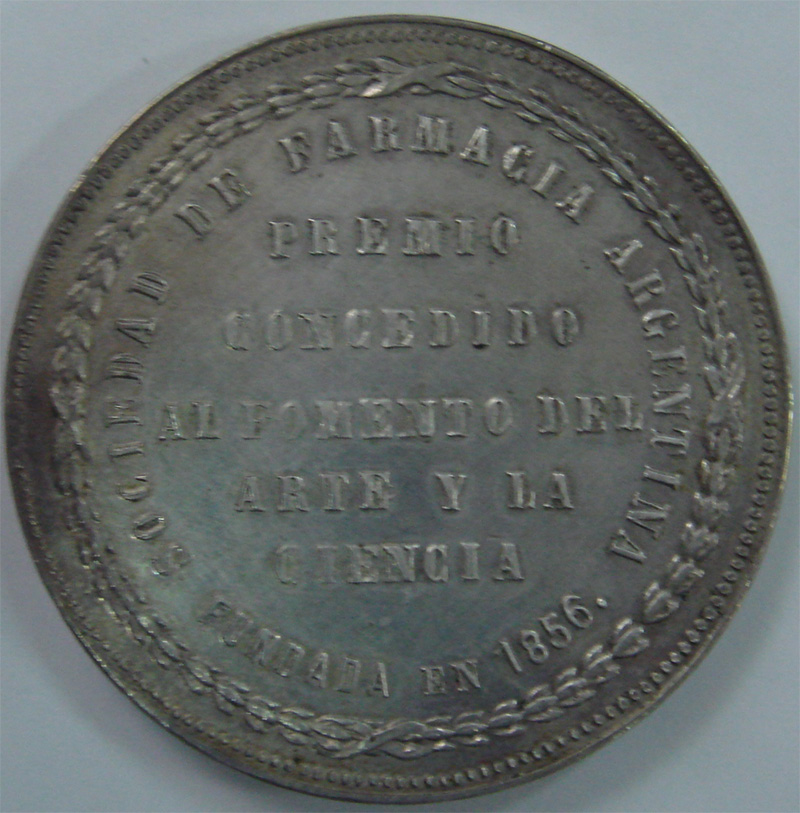 SOCIEDAD DE FARMACIA ARGENTINA
PREMIO
CONCEDIDO
AL FOMENTO DEL
ARTE Y LA
CIENCIA
FUNDADA EN 1856.